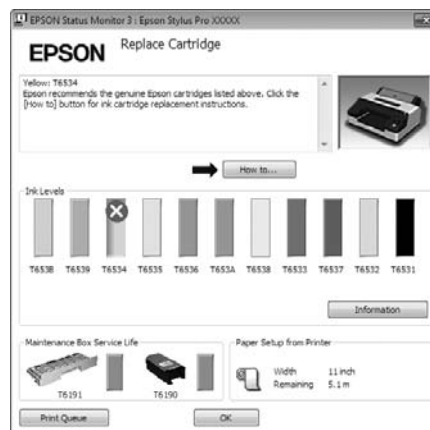 EPSON Status Monitor 3 : Epson Stylus Pro XXXXX
EPSON
Replace Cartridge
Yellow: T6534
Epson recommends the genuine Epson cartridges listed above. Click the
[How to] button for ink cartridge replacement instructions.
How to...
Ink Levels
T653B T6539 T6534 T6535 T6536 T653A T6538 T6533 T6537 T6532 T6531
Information
Maintenance Box Service Life
T6191 T6190
Paper Setup from Printer
Width 11 inch
Remaining 5.1 m
Print Queue OK